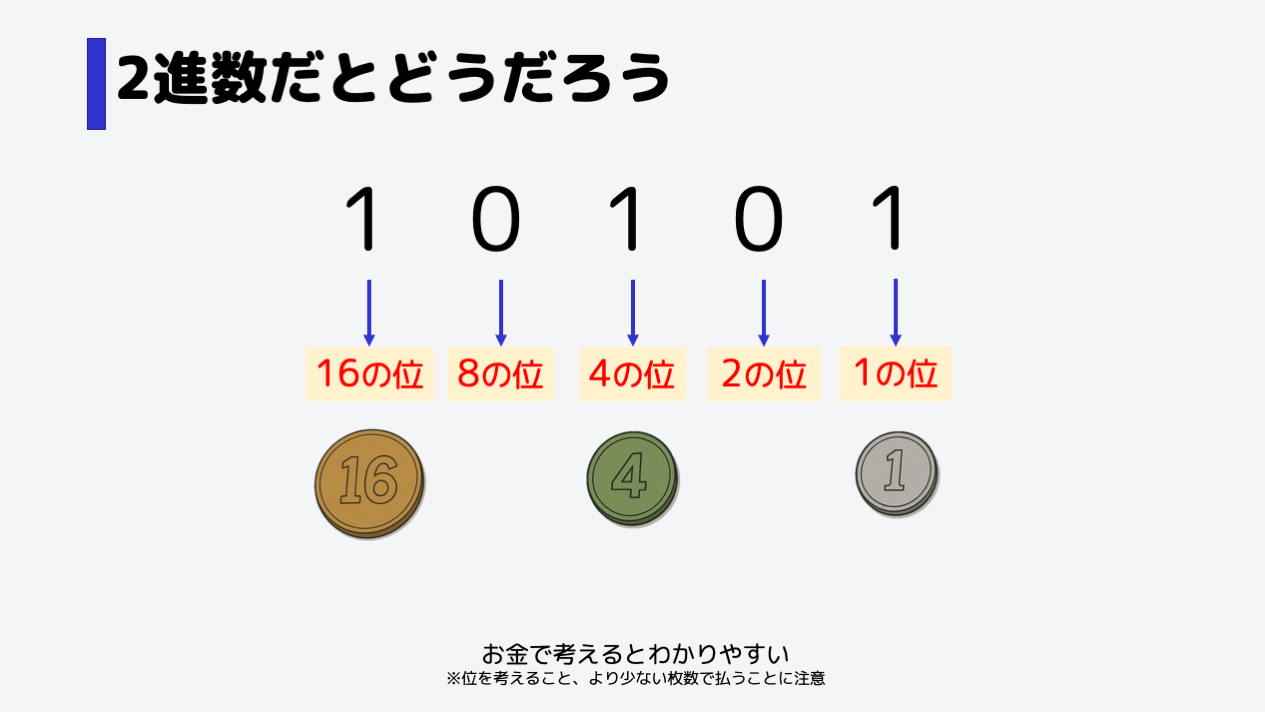 2進数だとどうだろう
1 0 1 0 1
16の位 8の位 4の位 2の位 1の位
16 4 1
お金で考えるとわかりやすい
※位を考えること、より少ない枚数で払うことに注意